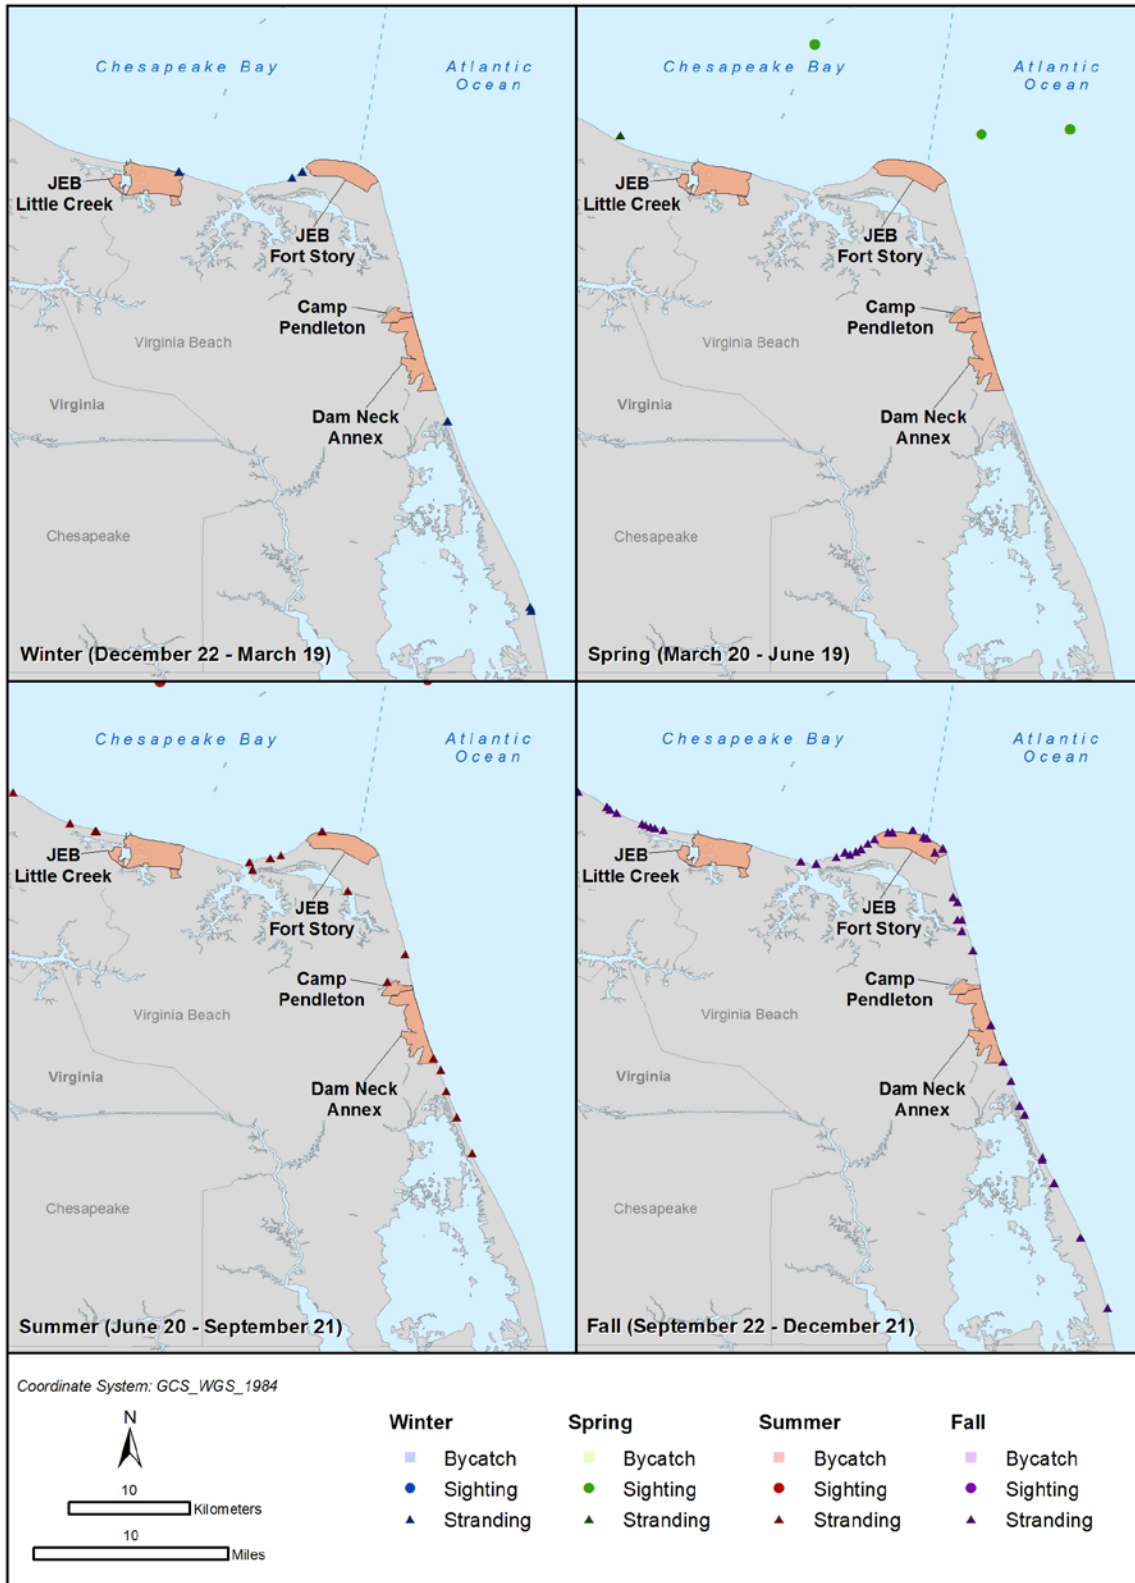 Chesapeake Bay
Atlantic
Ocean
JEB
Little Creek
JEB
Fort Story
Camp
Pendleton
Virginia Beach
Virginia
Dam Neck
Annex
Chesapeake
Winter (December 22 - March 19)
Chesapeake Bay
Atlantic
Ocean
JEB
Little Creek
JEB
Fort Story
Camp
Pendleton
Virginia Beach
Virginia
Dam Neck
Annex
Chesapeake
Spring (March 20 - June 19)
Chesapeake Bay
Atlantic
Ocean
JEB
Little Creek
JEB
Fort Story
Camp
Pendleton
Virginia Beach
Virginia
Dam Neck
Annex
Chesapeake
Summer (June 20 - September 21)
Chesapeake Bay
Atlantic
Ocean
JEB
Little Creek
JEB
Fort Story
Camp
Pendleton
Virginia Beach
Virginia
Dam Neck
Annex
Chesapeake
Fall (September 22 - December 21)
Coordinate System: GCS_WGS_1984
N
10
Kilometers
10
Miles
Winter
Bycatch
Sighting
Stranding
Spring
Bycatch
Sighting
Stranding
Summer
Bycatch
Sighting
Stranding
Fall
Bycatch
Sighting
Stranding